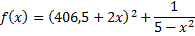 f(x) = (406,5 + 2x)² + 1/(5 − x²)